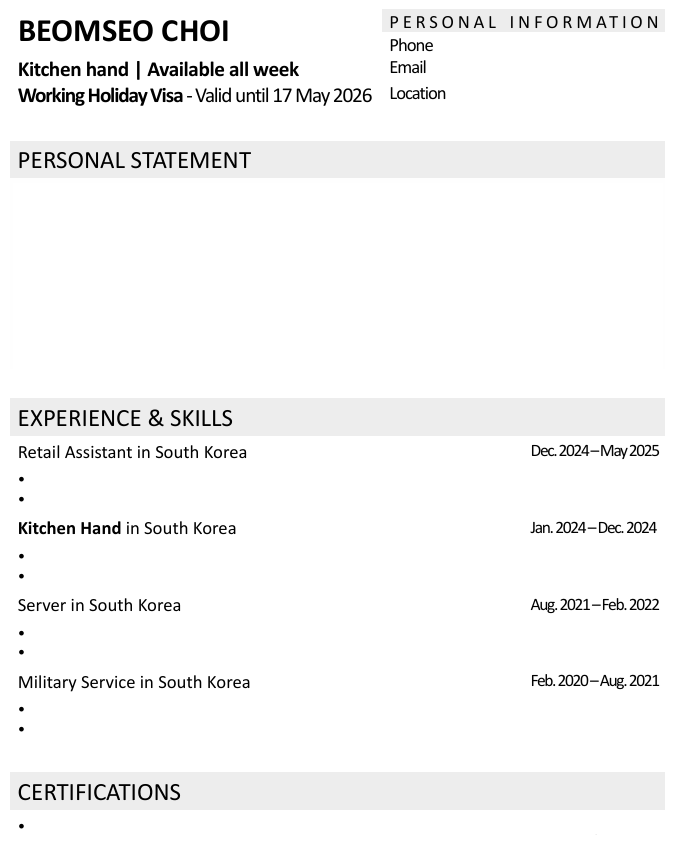 BEOMSEO CHOI
Kitchen hand | Available all week
Working Holiday Visa - Valid until 17 May 2026
PERSONAL INFORMATION
Phone
Email
Location
PERSONAL STATEMENT
EXPERIENCE & SKILLS
Retail Assistant in South Korea Dec. 2024 – May 2025
•
•
Kitchen Hand in South Korea Jan. 2024 – Dec. 2024
•
•
Server in South Korea Aug. 2021 – Feb. 2022
•
•
Military Service in South Korea Feb. 2020 – Aug. 2021
•
•
CERTIFICATIONS
•